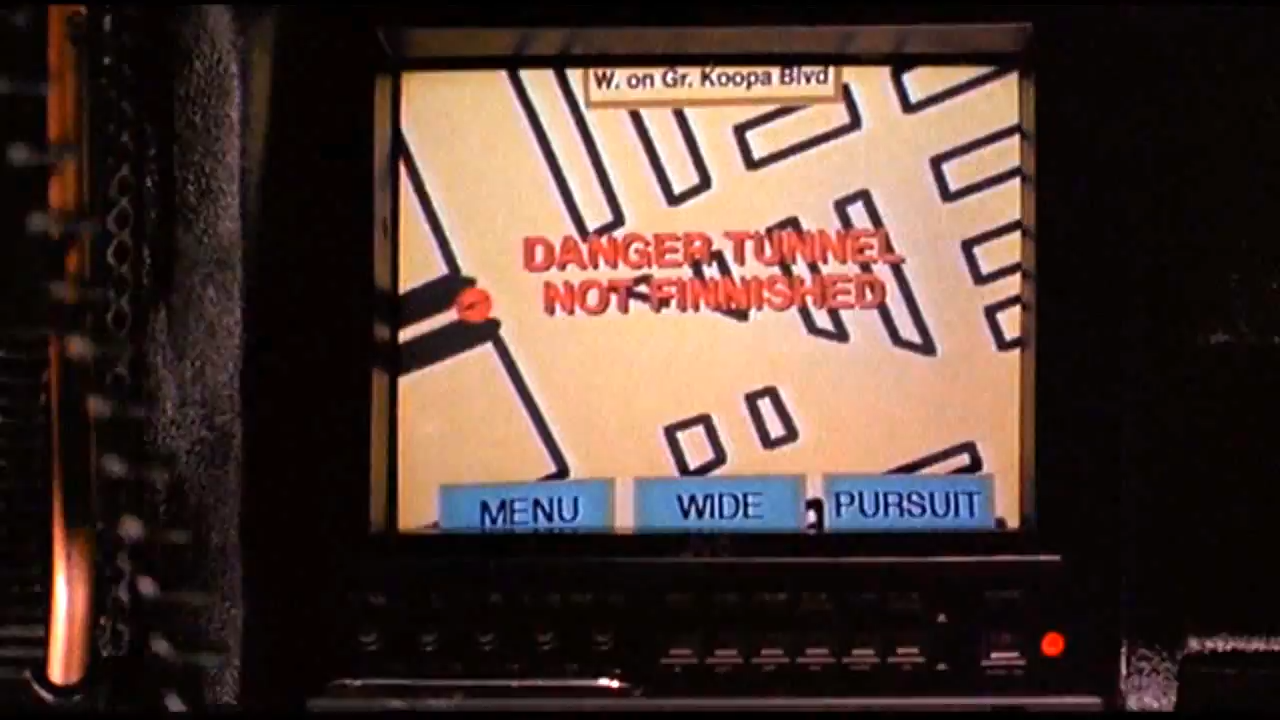 W. on Gr. Koopa Blvd
DANGER TUNNEL
NOT FINNISHED
MENU
WIDE
PURSUIT